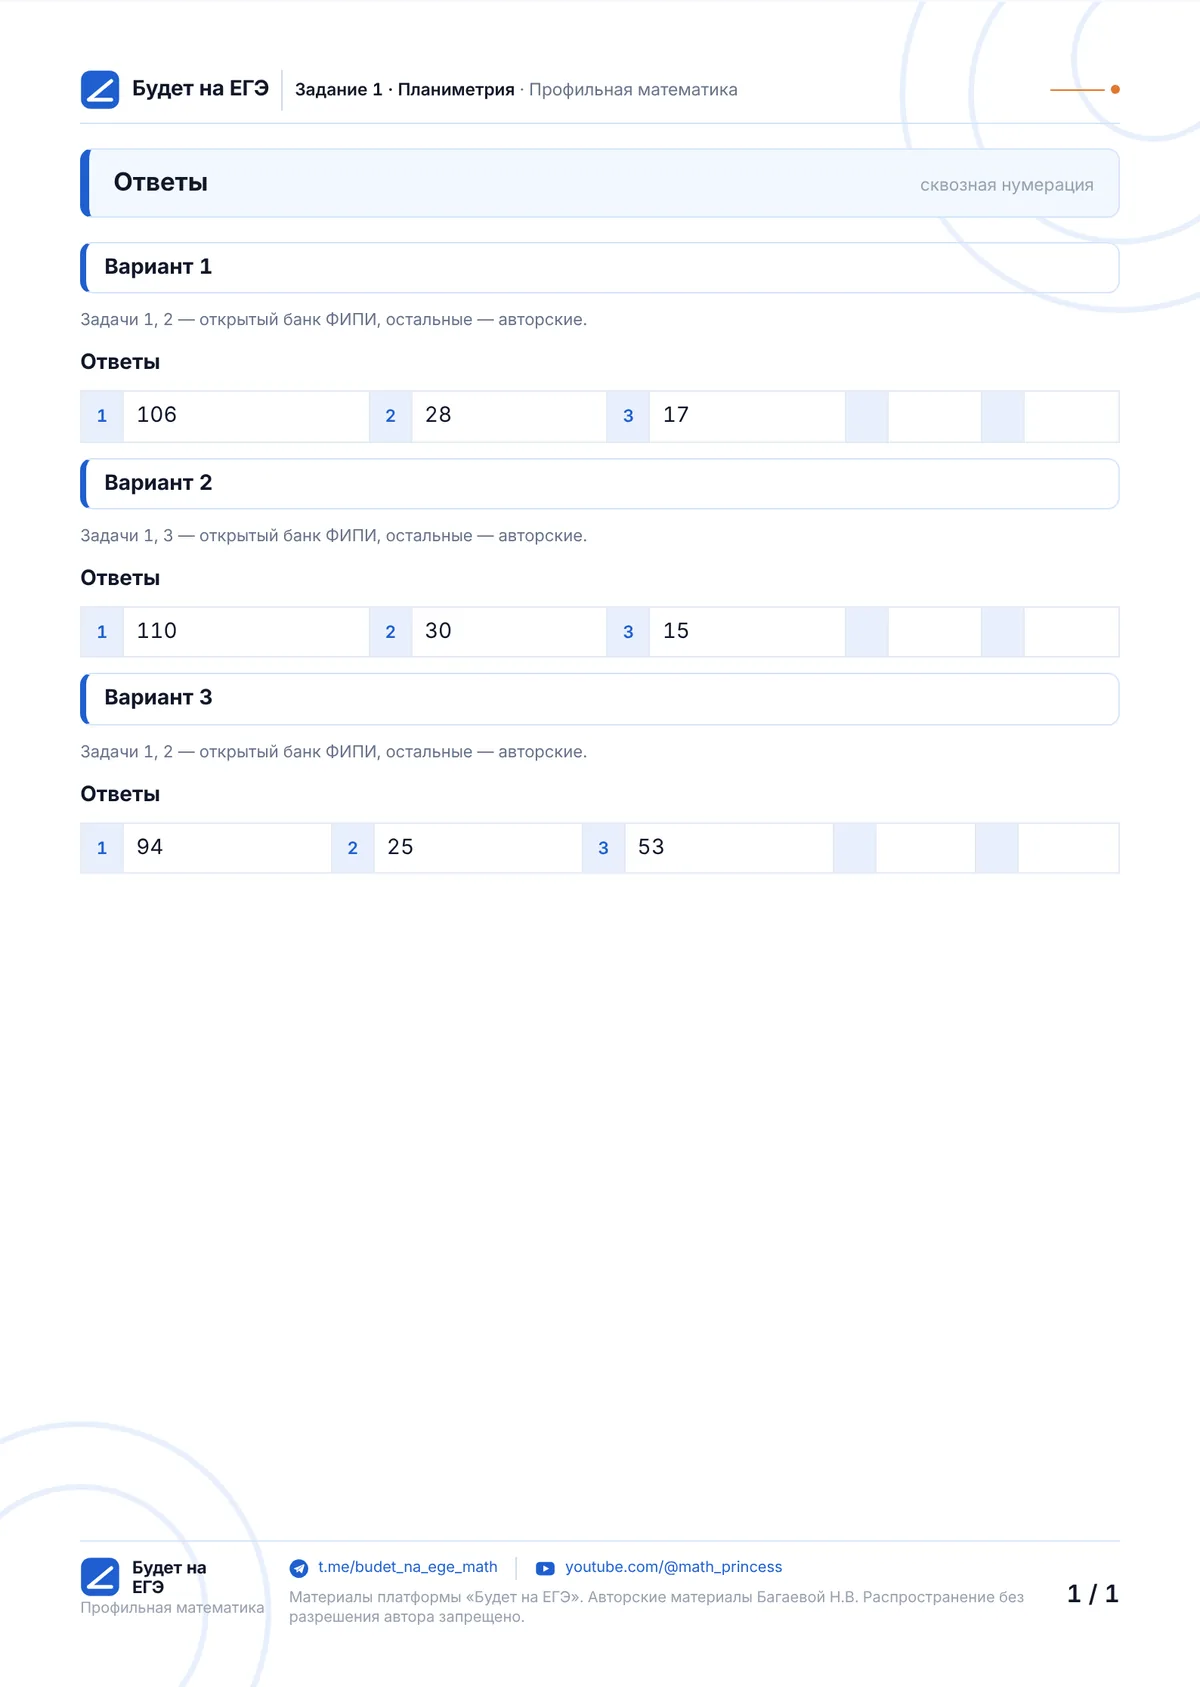 Будет на ЕГЭ
Задание 1 · Планиметрия · Профильная математика
Ответы
сквозная нумерация
Вариант 1
Задачи 1, 2 — открытый банк ФИПИ, остальные — авторские.
Ответы
1 106 2 28 3 17
Вариант 2
Задачи 1, 3 — открытый банк ФИПИ, остальные — авторские.
Ответы
1 110 2 30 3 15
Вариант 3
Задачи 1, 2 — открытый банк ФИПИ, остальные — авторские.
Ответы
1 94 2 25 3 53
Будет на
ЕГЭ
Профильная математика
t.me/budet_na_ege_math
youtube.com/@math_princess
Материалы платформы «Будет на ЕГЭ». Авторские материалы Багаевой Н.В. Распространение без
разрешения автора запрещено.
1 / 1